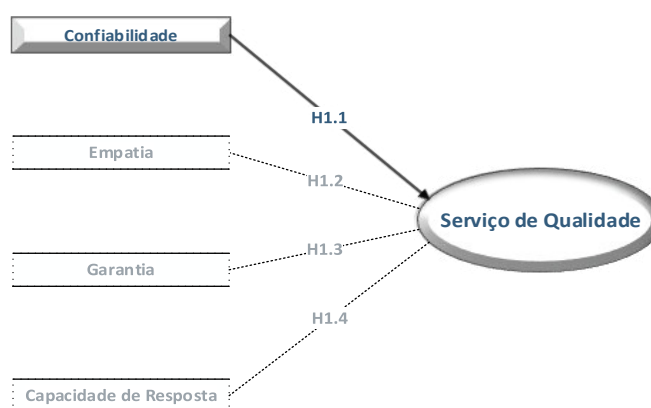 Confiabilidade
H1.1
Empatia
H1.2
Serviço de Qualidade
H1.3
Garantia
H1.4
Capacidade de Resposta